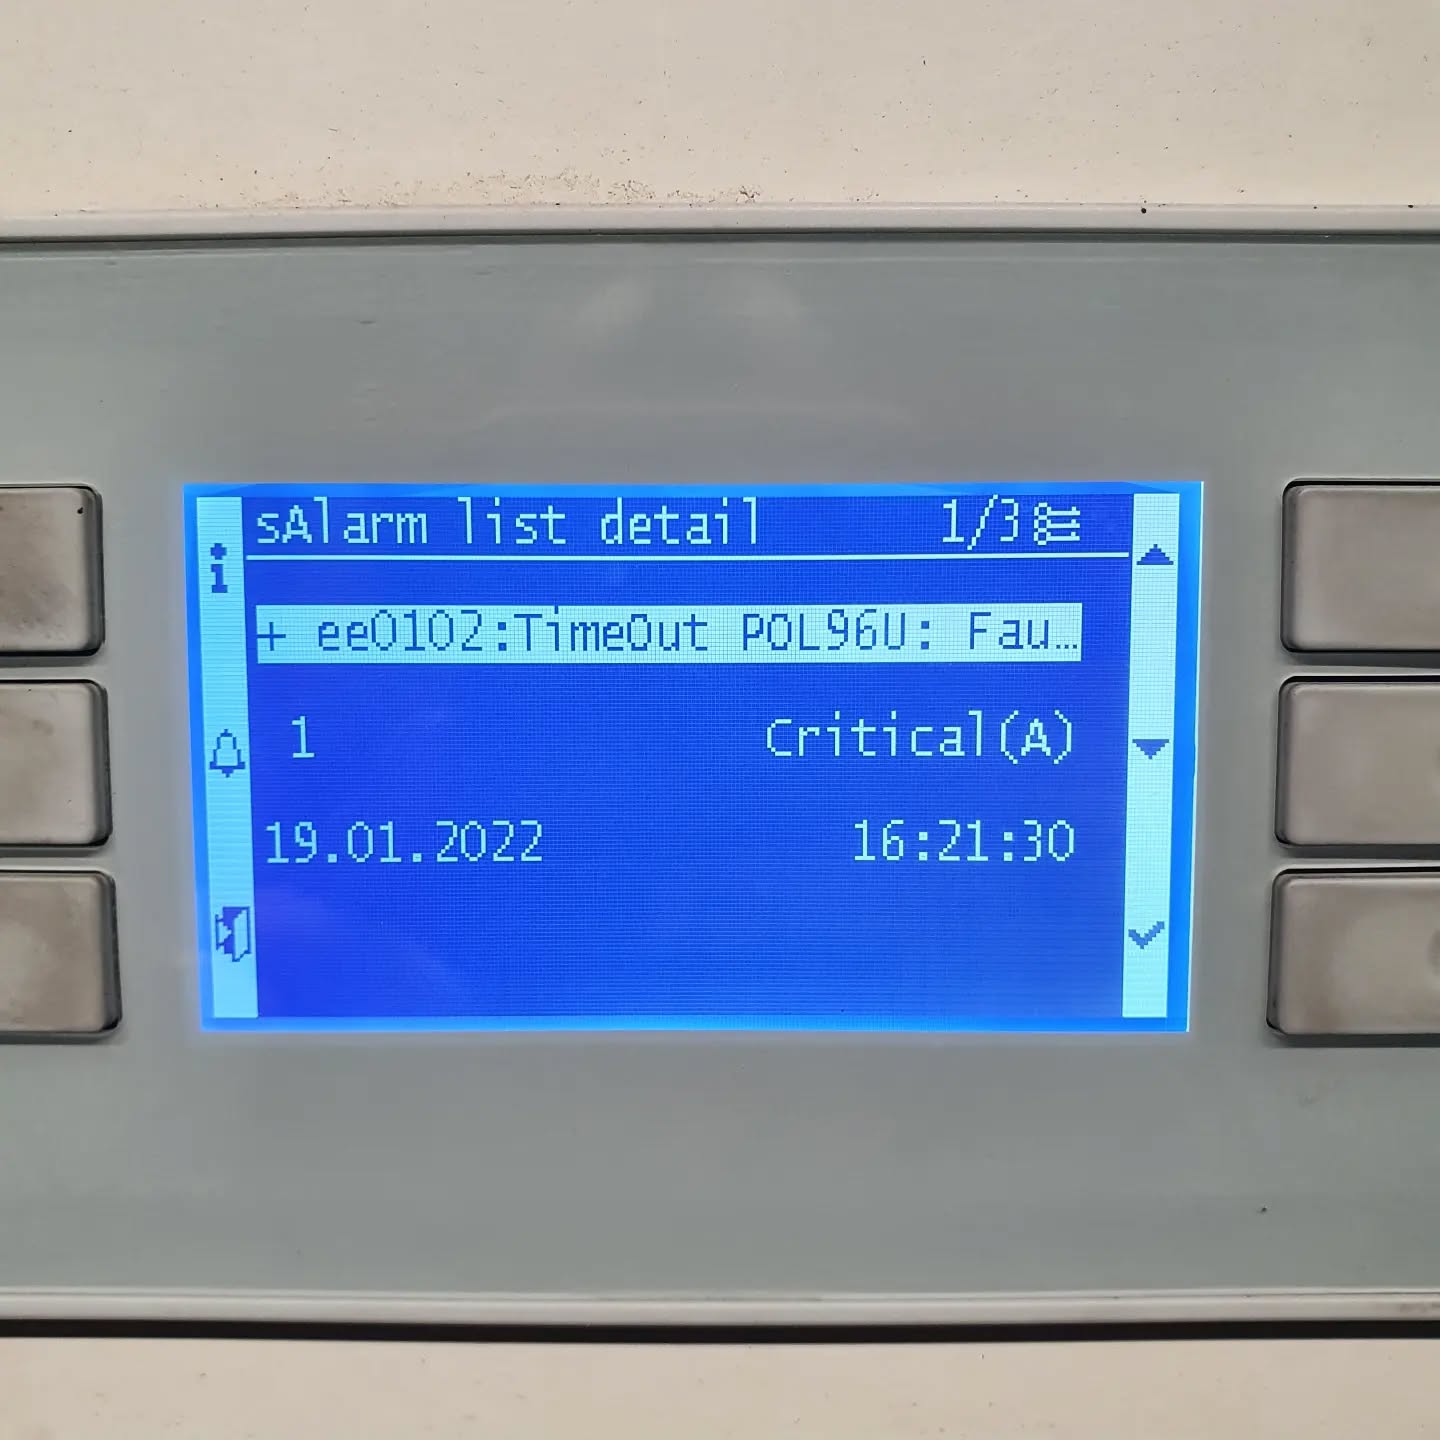 sAlarm list detail 1/3
+ ee0102:TimeOut POL96U: Fau…
1 Critical(A)
19.01.2022 16:21:30